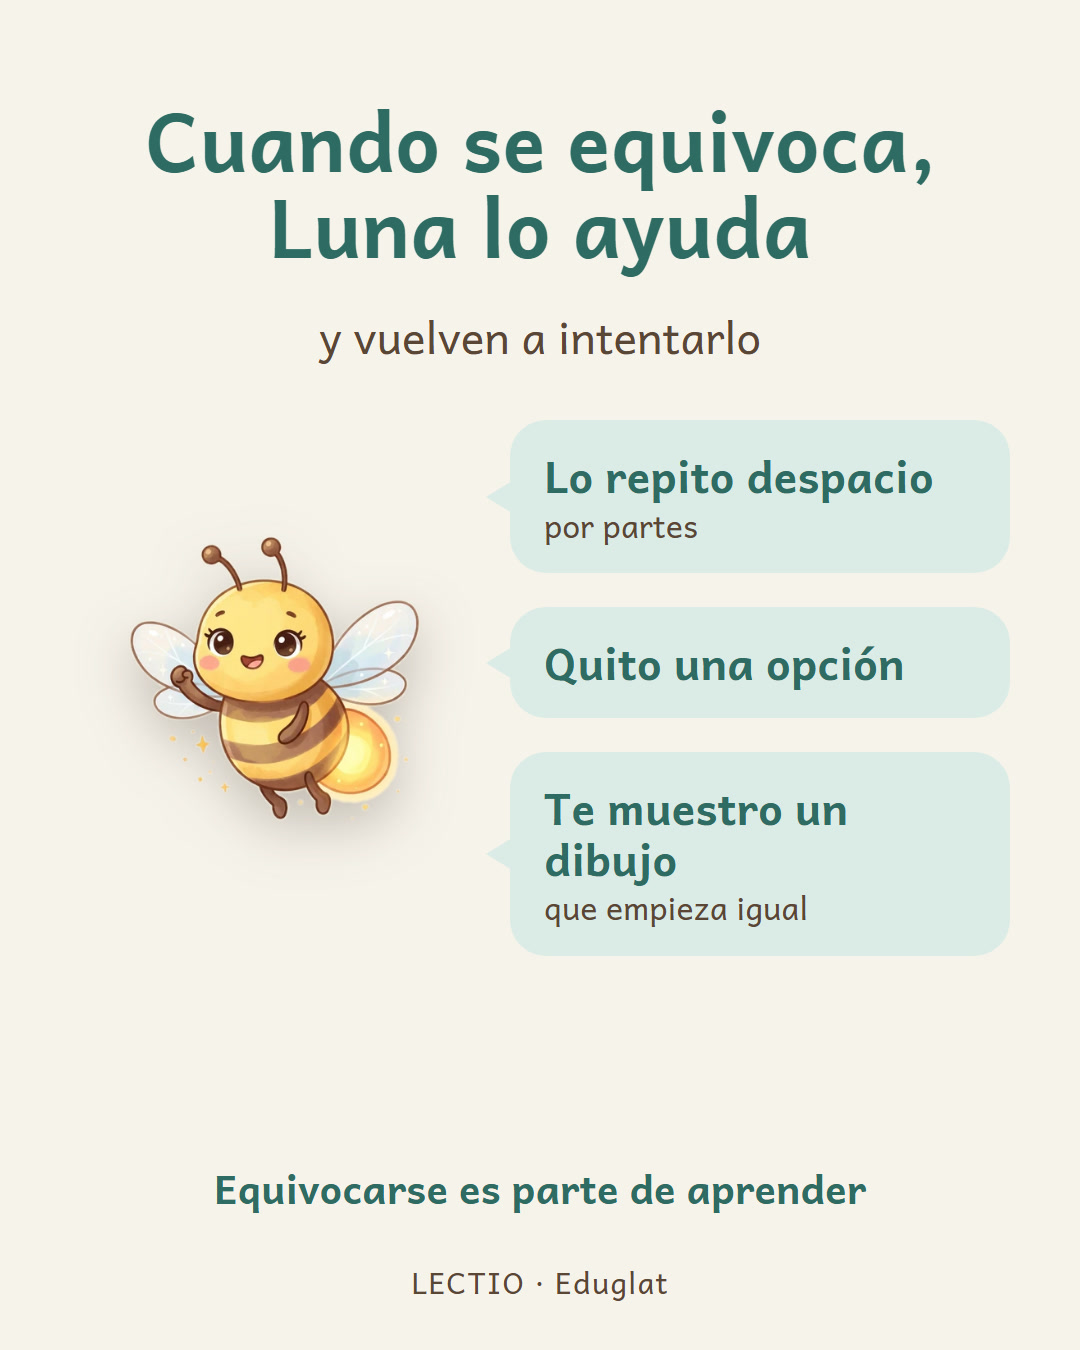 Cuando se equivoca,
Luna lo ayuda
y vuelven a intentarlo
Lo repito despacio
por partes
Quito una opción
Te muestro un
dibujo
que empieza igual
Equivocarse es parte de aprender
LECTIO · Eduglat